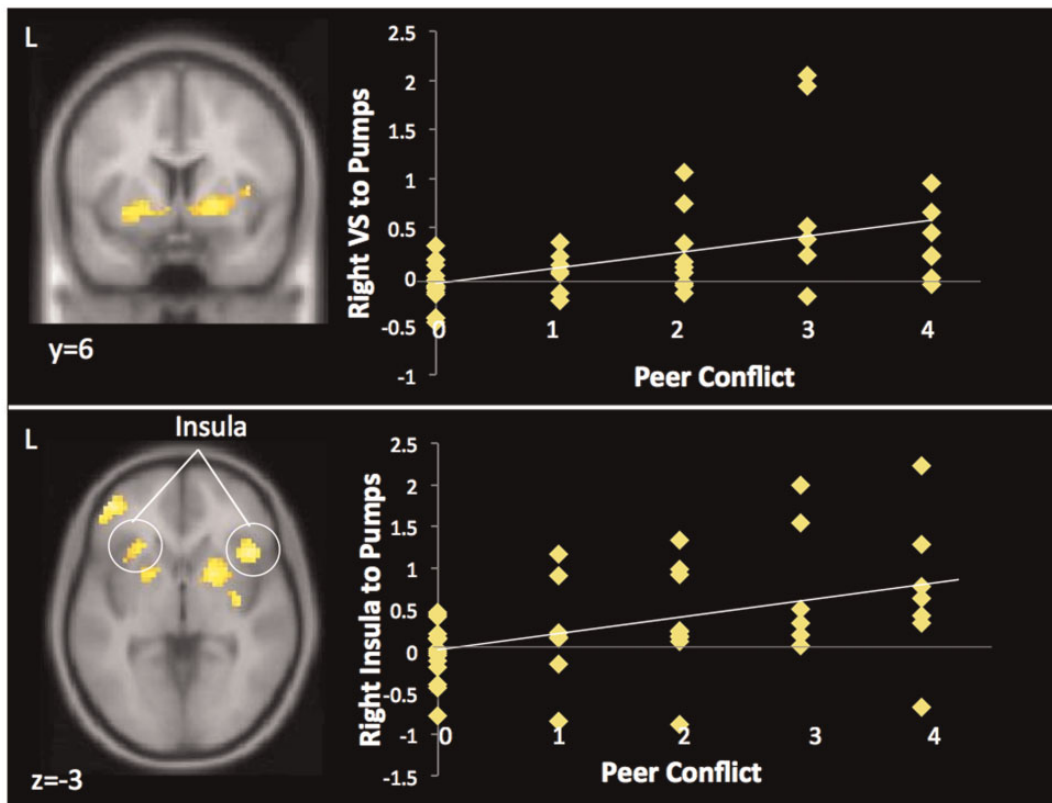 L
y=6
Right VS to Pumps
2.5
2
1.5
1
0.5
0
-0.5
-1
0 1 2 3 4
Peer Conflict
L
Insula
z=-3
Right Insula to Pumps
2.5
2
1.5
1
0.5
0
-0.5
-1
-1.5
0 1 2 3 4
Peer Conflict